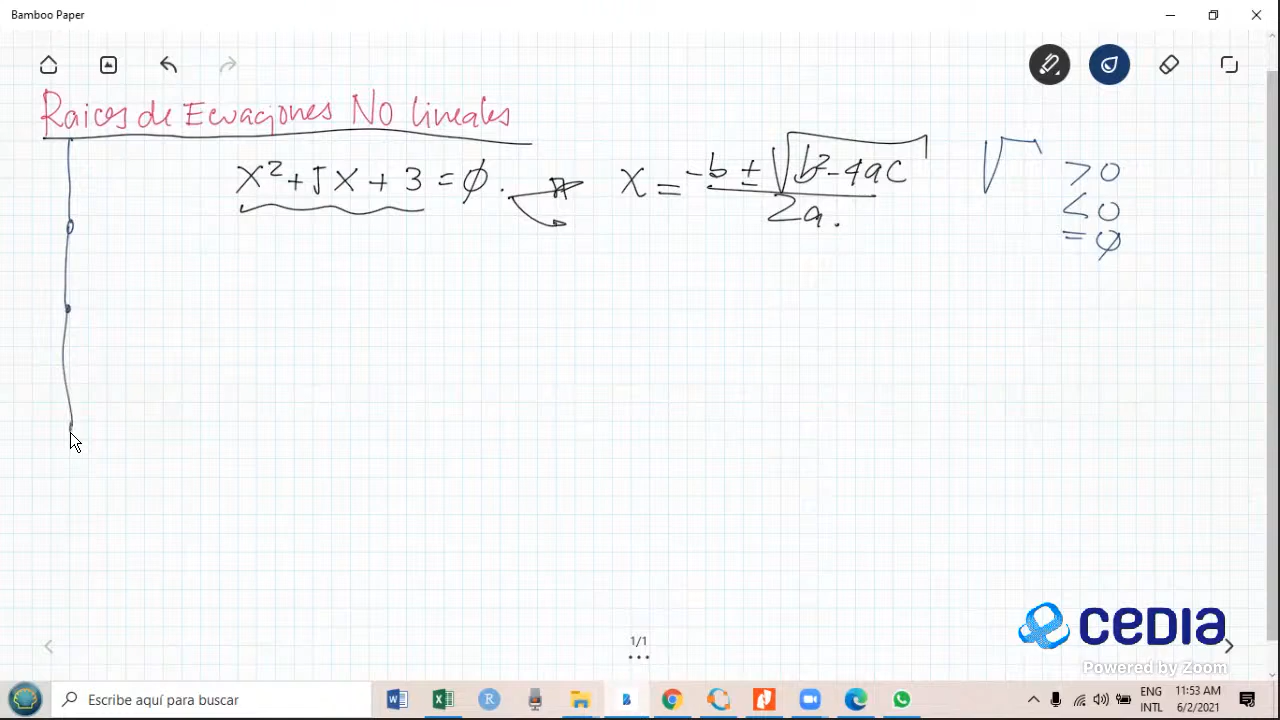 Bamboo Paper
Raices de Ecuaciones NO lineales
x²+5x+3=∅.
x = -b ± √b²-4ac
2a.
√ >0
<0
=∅
1/1
CEDIA
Powered by Zoom
Escribe aquí para buscar
ENG
INTL
11:53 AM
6/2/2021